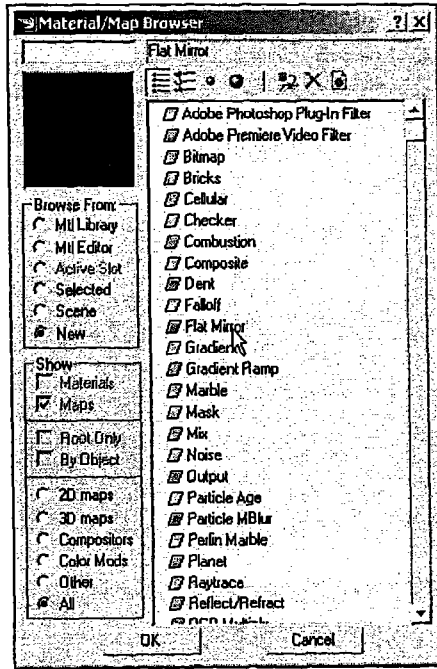 Material/Map Browser
Flat Mirror
Adobe Photoshop Plug-In Filter
Adobe Premiere Video Filter
Bitmap
Bricks
Cellular
Checker
Combustion
Composite
Dent
Falloff
Flat Mirror
Gradient
Gradient Ramp
Marble
Mask
Mix
Noise
Output
Particle Age
Particle MBlur
Perlin Marble
Planet
Raytrace
Reflect/Refract
RGB Multiply
Browse From:
Mtl Library
Mtl Editor
Active Slot
Selected
Scene
New
Show
Materials
Maps
Root Only
By Object
2D maps
3D maps
Compositors
Color Mods
Other
All
OK
Cancel